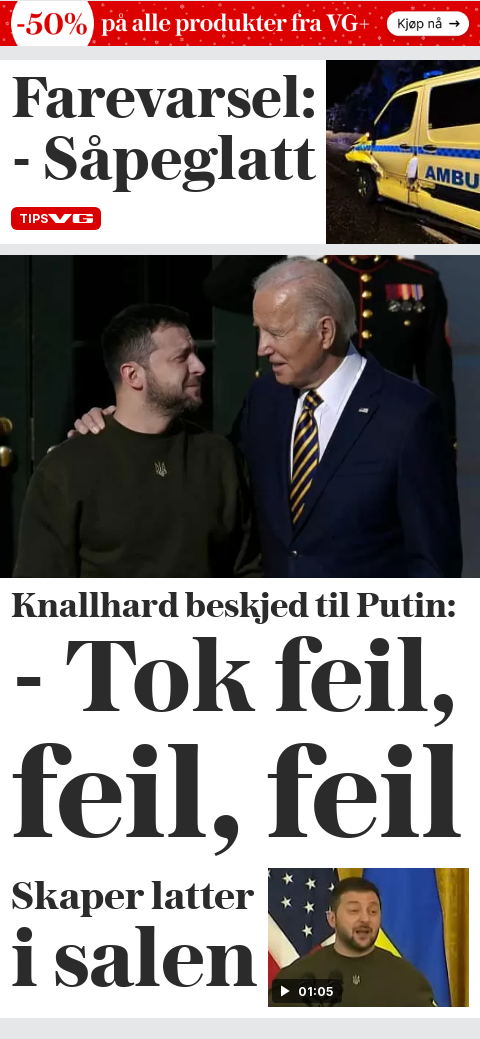 -50% på alle produkter fra VG+ Kjøp nå →
Farevarsel:
- Såpeglatt
TIPS VG
AMBU
Knallhard beskjed til Putin:
- Tok feil,
feil, feil
Skaper latter
i salen
01:05